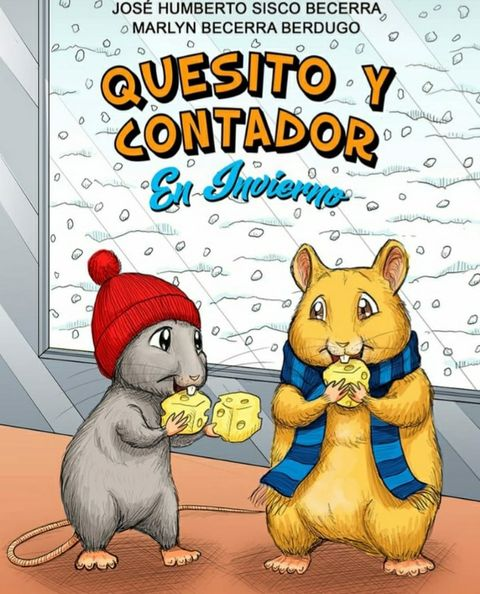 JOSÉ HUMBERTO SISCO BECERRA
MARLYN BECERRA BERDUGO
QUESITO Y
CONTADOR
En Invierno